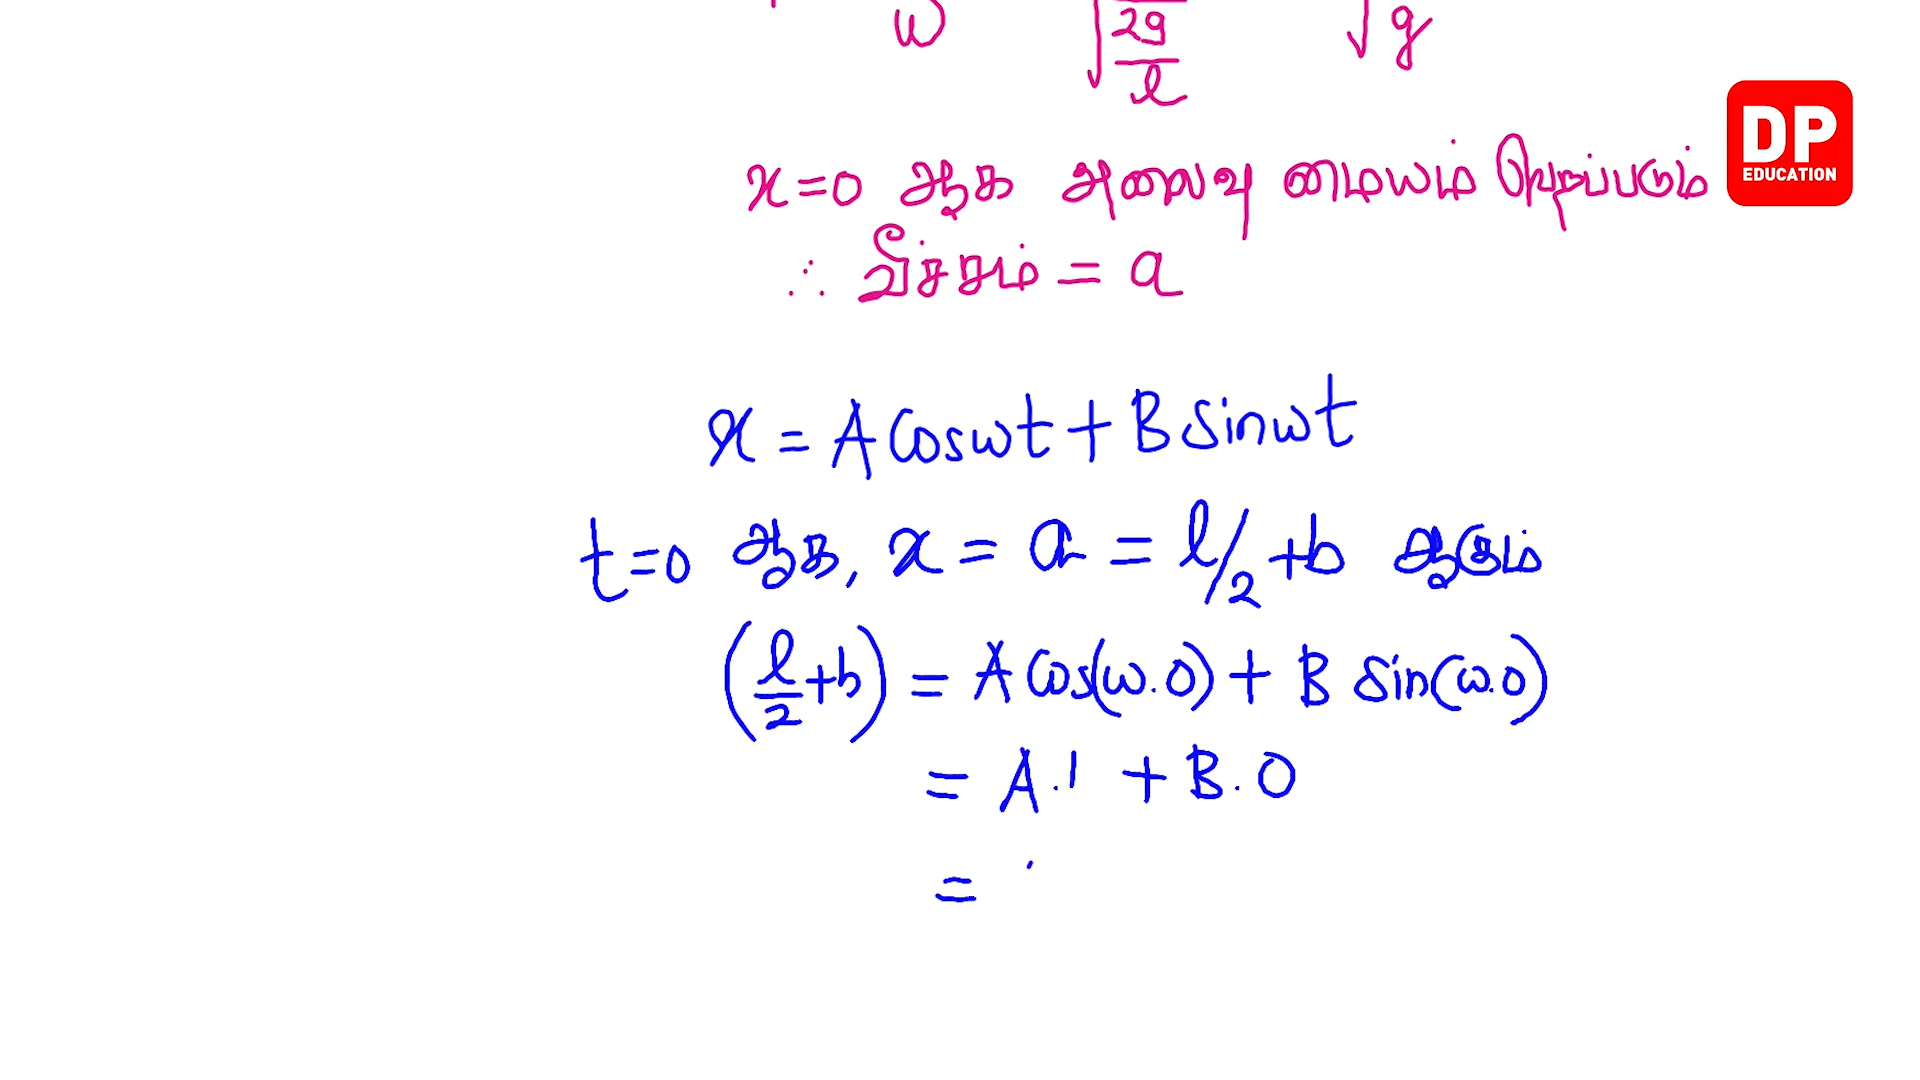 ω √2g/l √g
x=0 ஆக அலைவு மையம் பெறப்படும்
∴ வீச்சம் = a
x = A cosωt + B sinωt
t=0 ஆக, x = a = l/2 +b ஆகும்
(l/2 +b) = A cos(ω.0) + B sin(ω.0)
= A.1 + B.0
=
DP
EDUCATION